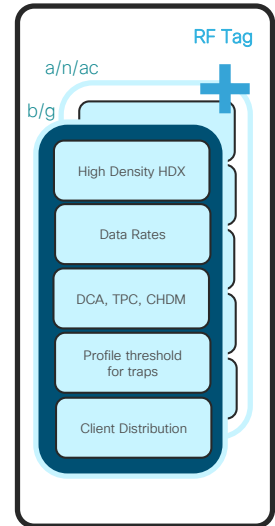 RF Tag
a/n/ac
b/g
High Density HDX
Data Rates
DCA, TPC, CHDM
Profile threshold
for traps
Client Distribution